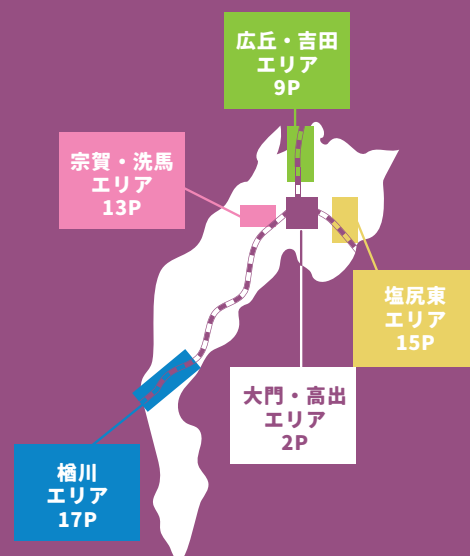 広丘・吉田
エリア
9P
宗賀・洗馬
エリア
13P
塩尻東
エリア
15P
大門・高出
エリア
2P
楢川
エリア
17P